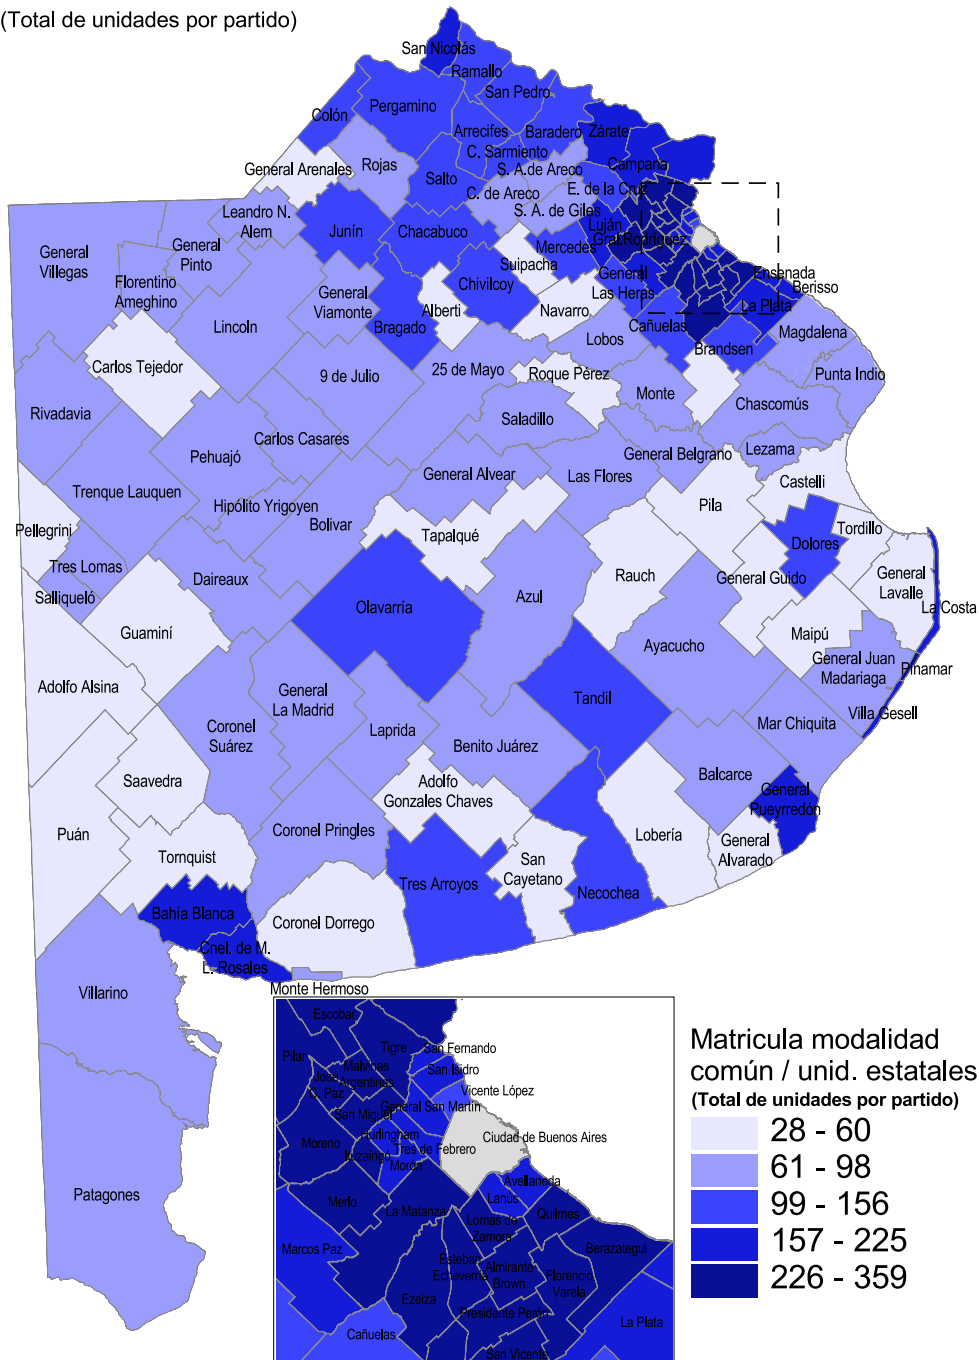 (Total de unidades por partido)
San Nicolás
Ramallo
San Pedro
Colón
Pergamino
Arrecifes
Baradero
Zárate
C. Sarmiento
General Arenales
Rojas
Salto
S. A.de Areco
Campana
C. de Areco
E. de la Cruz
Leandro N.
Alem
Junín
Chacabuco
S. A. de Giles
Luján
Gral.Rodríguez
Mercedes
Suipacha
General
Villegas
General
Pinto
Florentino
Ameghino
General
Viamonte
Chivilcoy
General
Las Heras
Ensenada
Berisso
La Plata
Lincoln
Bragado
Alberti
Navarro
Cañuelas
Magdalena
Lobos
Brandsen
Carlos Tejedor
9 de Julio
25 de Mayo
Roque Pérez
Punta Indio
Monte
Chascomús
Rivadavia
Saladillo
Carlos Casares
Pehuajó
General Belgrano
Lezama
General Alvear
Las Flores
Trenque Lauquen
Hipólito Yrigoyen
Castelli
Pila
Bolivar
Tapalqué
Tordillo
Pellegrini
Dolores
Tres Lomas
Daireaux
Rauch
General Guido
General
Lavalle
Salliqueló
Olavarría
Azul
La Costa
Guaminí
Maipú
Ayacucho
General Juan
Madariaga
Pinamar
Adolfo Alsina
General
La Madrid
Tandil
Villa Gesell
Coronel
Suárez
Laprida
Mar Chiquita
Benito Juárez
Saavedra
Adolfo
Gonzales Chaves
Balcarce
General
Pueyrredón
Puán
Coronel Pringles
Lobería
General
Alvarado
Tornquist
San
Cayetano
Tres Arroyos
Necochea
Bahía Blanca
Coronel Dorrego
Cnel. de M.
L. Rosales
Villarino
Monte Hermoso
Patagones
Escobar
Pilar
Tigre
San Fernando
Malvinas
Argentinas
San Isidro
José
C. Paz
Vicente López
San Miguel
General San Martín
Hurlingham
Ciudad de Buenos Aires
Moreno
Ituzaingó
Tres de Febrero
Morón
Avellaneda
Merlo
Lanús
La Matanza
Lomas de
Zamora
Quilmes
Marcos Paz
Esteban
Echeverría
Berazategui
Almirante
Brown
Florencio
Varela
Ezeiza
Presidente Perón
La Plata
Cañuelas
San Vicente
Matricula modalidad
común / unid. estatales
(Total de unidades por partido)
28 - 60
61 - 98
99 - 156
157 - 225
226 - 359